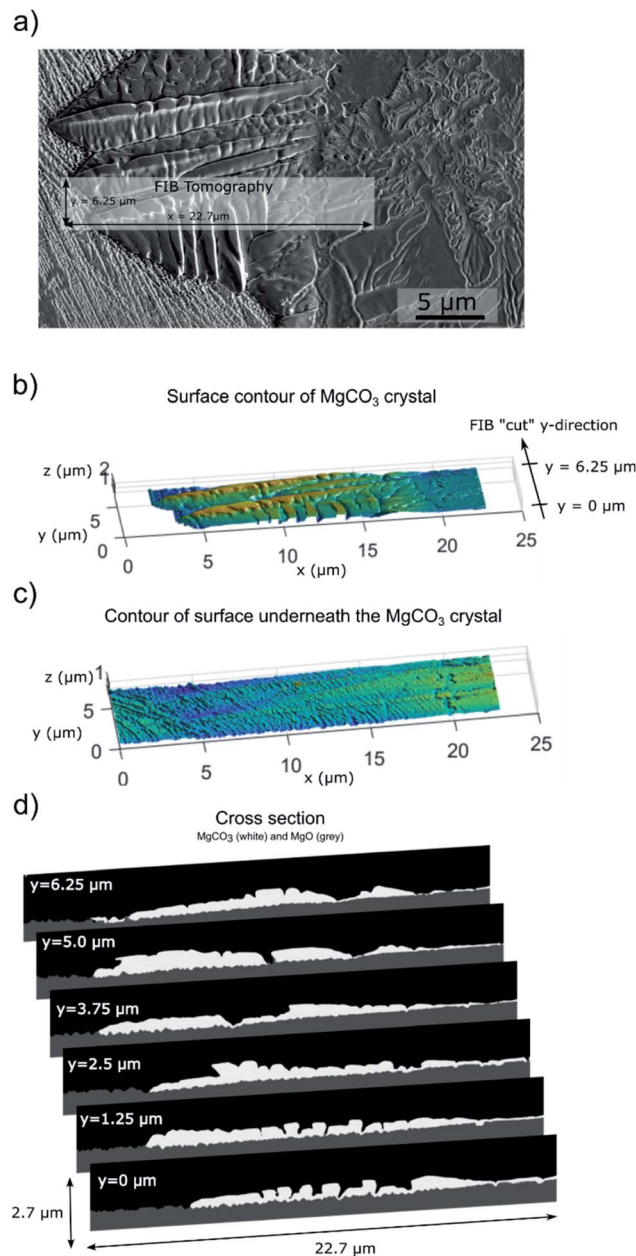 a)
FIB Tomography
y = 6.25 μm
x = 22.7μm
5 μm
b)
Surface contour of MgCO₃ crystal
FIB "cut" y-direction
y = 6.25 μm
y = 0 μm
z (μm)
2
1
y (μm)
5
0
0
5
10
15
20
25
x (μm)
c)
Contour of surface underneath the MgCO₃ crystal
z (μm)
1
y (μm)
5
0
0
5
10
15
20
25
x (μm)
d)
Cross section
MgCO₃ (white) and MgO (grey)
y=6.25 μm
y=5.0 μm
y=3.75 μm
y=2.5 μm
y=1.25 μm
y=0 μm
2.7 μm
22.7 μm